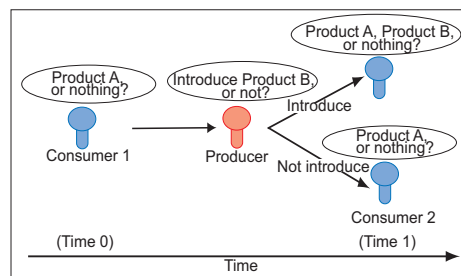 Product A, Product B,
or nothing?
Product A,
or nothing?
Introduce Product B,
or not?
Introduce
Consumer 1
Producer
Product A,
or nothing?
Not introduce
Consumer 2
(Time 0)
(Time 1)
Time